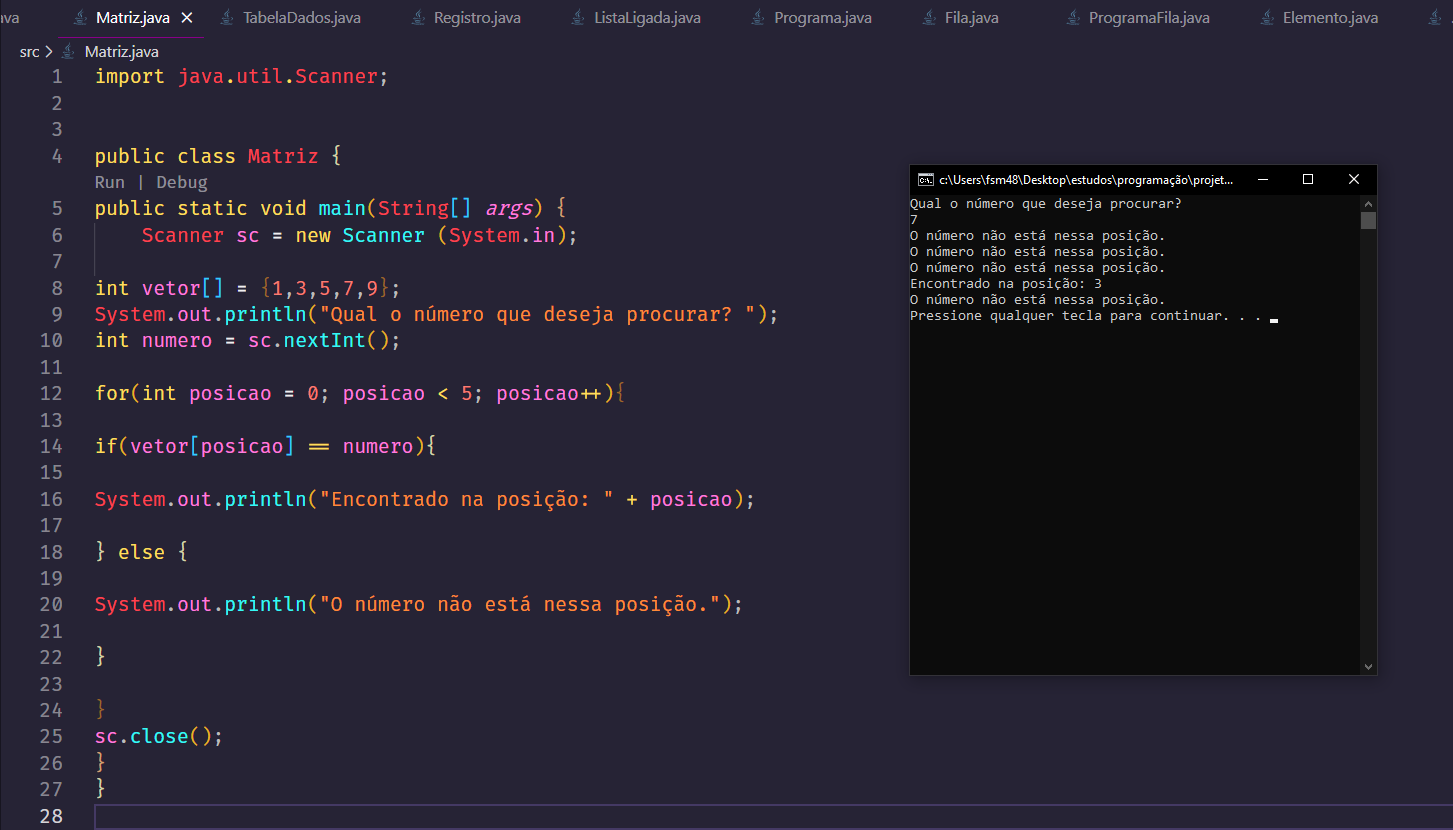 ava Matriz.java TabelaDados.java Registro.java ListaLigada.java Programa.java Fila.java ProgramaFila.java Elemento.java
src > Matriz.java
1 import java.util.Scanner;
2
3
4 public class Matriz {
Run | Debug
5 public static void main(String[] args) {
6 Scanner sc = new Scanner (System.in);
7
8 int vetor[] = {1,3,5,7,9};
9 System.out.println("Qual o número que deseja procurar? ");
10 int numero = sc.nextInt();
11
12 for(int posicao = 0; posicao < 5; posicao++){
13
14 if(vetor[posicao] == numero){
15
16 System.out.println("Encontrado na posição: " + posicao);
17
18 } else {
19
20 System.out.println("O número não está nessa posição.");
21
22 }
23
24 }
25 sc.close();
26 }
27 }
28
c:\Users\fsm48\Desktop\estudos\programação\projet...
Qual o número que deseja procurar?
7
O número não está nessa posição.
O número não está nessa posição.
O número não está nessa posição.
Encontrado na posição: 3
O número não está nessa posição.
Pressione qualquer tecla para continuar. . .